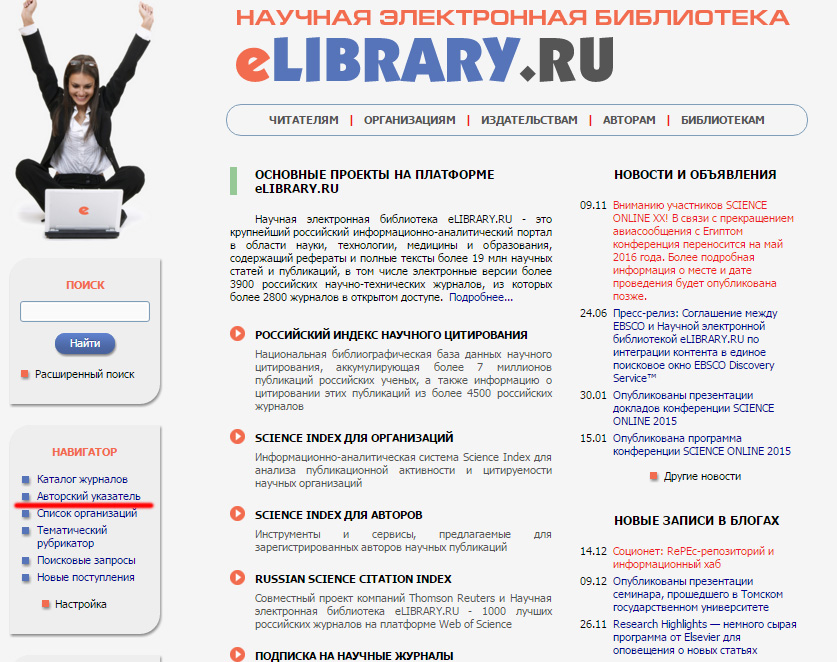 НАУЧНАЯ ЭЛЕКТРОННАЯ БИБЛИОТЕКА
eLIBRARY.RU
ЧИТАТЕЛЯМ | ОРГАНИЗАЦИЯМ | ИЗДАТЕЛЬСТВАМ | АВТОРАМ | БИБЛИОТЕКАМ
e
ПОИСК
Найти
Расширенный поиск
НАВИГАТОР
Каталог журналов
Авторский указатель
Список организаций
Тематический
рубрикатор
Поисковые запросы
Новые поступления
Настройка
ОСНОВНЫЕ ПРОЕКТЫ НА ПЛАТФОРМЕ
eLIBRARY.RU
Научная электронная библиотека eLIBRARY.RU - это
крупнейший российский информационно-аналитический портал
в области науки, технологии, медицины и образования,
содержащий рефераты и полные тексты более 19 млн научных
статей и публикаций, в том числе электронные версии более
3900 российских научно-технических журналов, из которых
более 2800 журналов в открытом доступе. Подробнее...
РОССИЙСКИЙ ИНДЕКС НАУЧНОГО ЦИТИРОВАНИЯ
Национальная библиографическая база данных научного
цитирования, аккумулирующая более 7 миллионов
публикаций российских ученых, а также информацию о
цитировании этих публикаций из более 4500 российских
журналов
SCIENCE INDEX ДЛЯ ОРГАНИЗАЦИЙ
Информационно-аналитическая система Science Index для
анализа публикационной активности и цитируемости
научных организаций
SCIENCE INDEX ДЛЯ АВТОРОВ
Инструменты и сервисы, предлагаемые для
зарегистрированных авторов научных публикаций
RUSSIAN SCIENCE CITATION INDEX
Совместный проект компаний Thomson Reuters и Научная
электронная библиотека eLIBRARY.RU - 1000 лучших
российских журналов на платформе Web of Science
ПОДПИСКА НА НАУЧНЫЕ ЖУРНАЛЫ
НОВОСТИ И ОБЪЯВЛЕНИЯ
09.11 Вниманию участников SCIENCE
ONLINE XX! В связи с прекращением
авиасообщения с Египтом
конференция переносится на май
2016 года. Более подробная
информация о месте и дате
проведения будет опубликована
позже.
24.06 Пресс-релиз: Соглашение между
EBSCO и Научной электронной
библиотекой eLIBRARY.RU по
интеграции контента в единое
поисковое окно EBSCO Discovery
Service™
30.01 Опубликованы презентации
докладов конференции SCIENCE
ONLINE 2015
15.01 Опубликована программа
конференции SCIENCE ONLINE 2015
Другие новости
НОВЫЕ ЗАПИСИ В БЛОГАХ
14.12 Соционет: RePEc-репозиторий и
информационный хаб
09.12 Опубликованы презентации
семинара, прошедшего в Томском
государственном университете
26.11 Research Highlights — немного сырая
программа от Elsevier для
оповещения о новых статьях